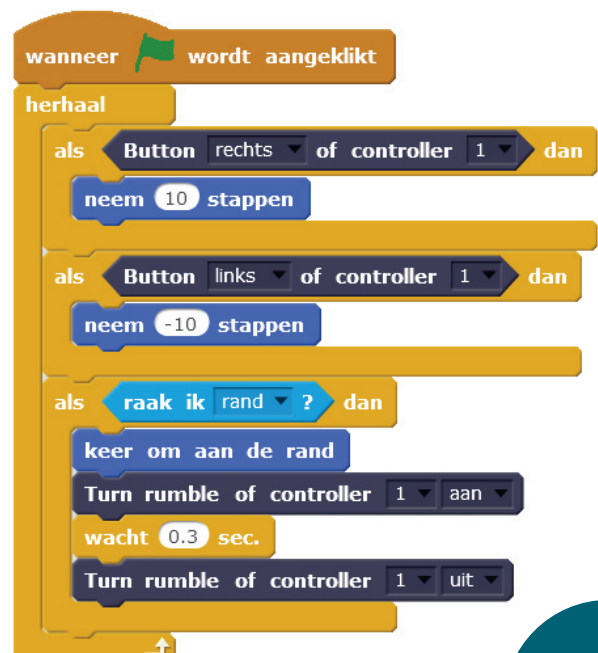 wanneer wordt aangeklikt
herhaal
als Button rechts of controller 1 dan
neem 10 stappen
als Button links of controller 1 dan
neem -10 stappen
als raak ik rand ? dan
keer om aan de rand
Turn rumble of controller 1 aan
wacht 0.3 sec.
Turn rumble of controller 1 uit